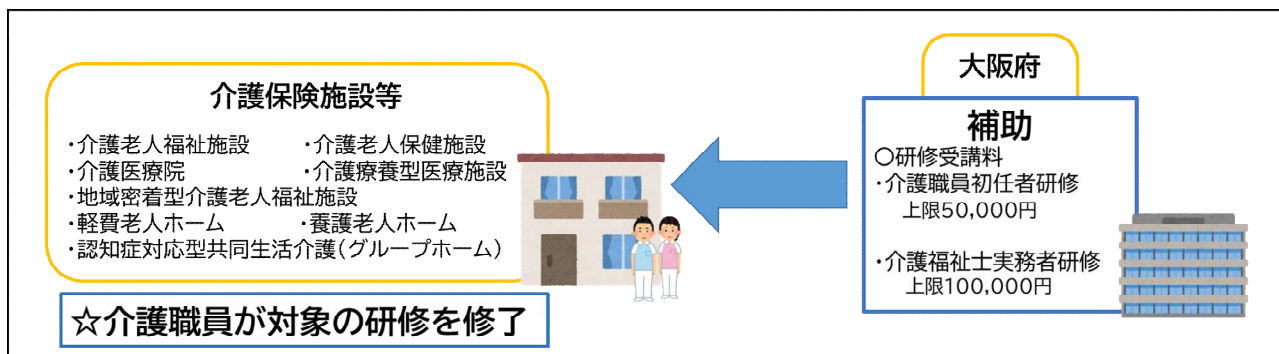 介護保険施設等
・介護老人福祉施設 ・介護老人保健施設
・介護医療院 ・介護療養型医療施設
・地域密着型介護老人福祉施設
・軽費老人ホーム ・養護老人ホーム
・認知症対応型共同生活介護(グループホーム)
☆介護職員が対象の研修を修了
大阪府
補助
〇研修受講料
・介護職員初任者研修
上限50,000円
・介護福祉士実務者研修
上限100,000円